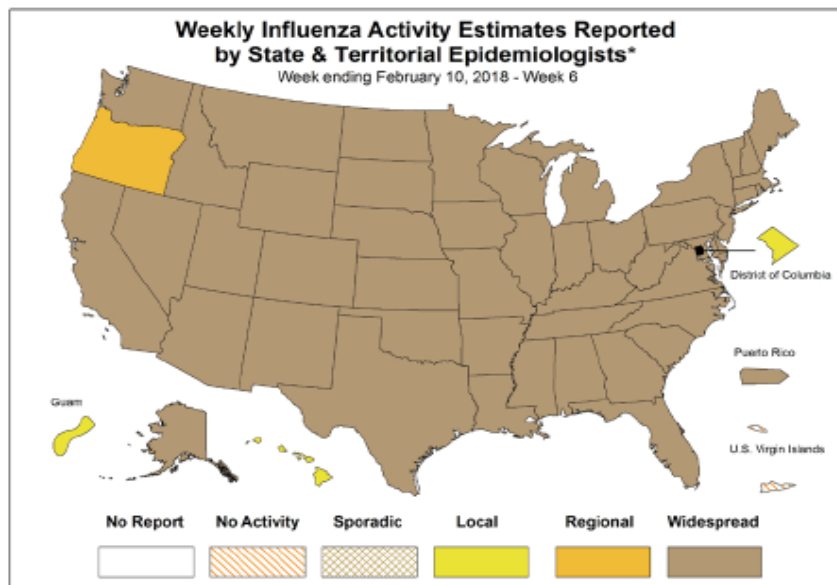 Weekly Influenza Activity Estimates Reported
by State & Territorial Epidemiologists*
Week ending February 10, 2018 - Week 6
District of Columbia
Puerto Rico
Guam
U.S. Virgin Islands
No Report No Activity Sporadic Local Regional Widespread